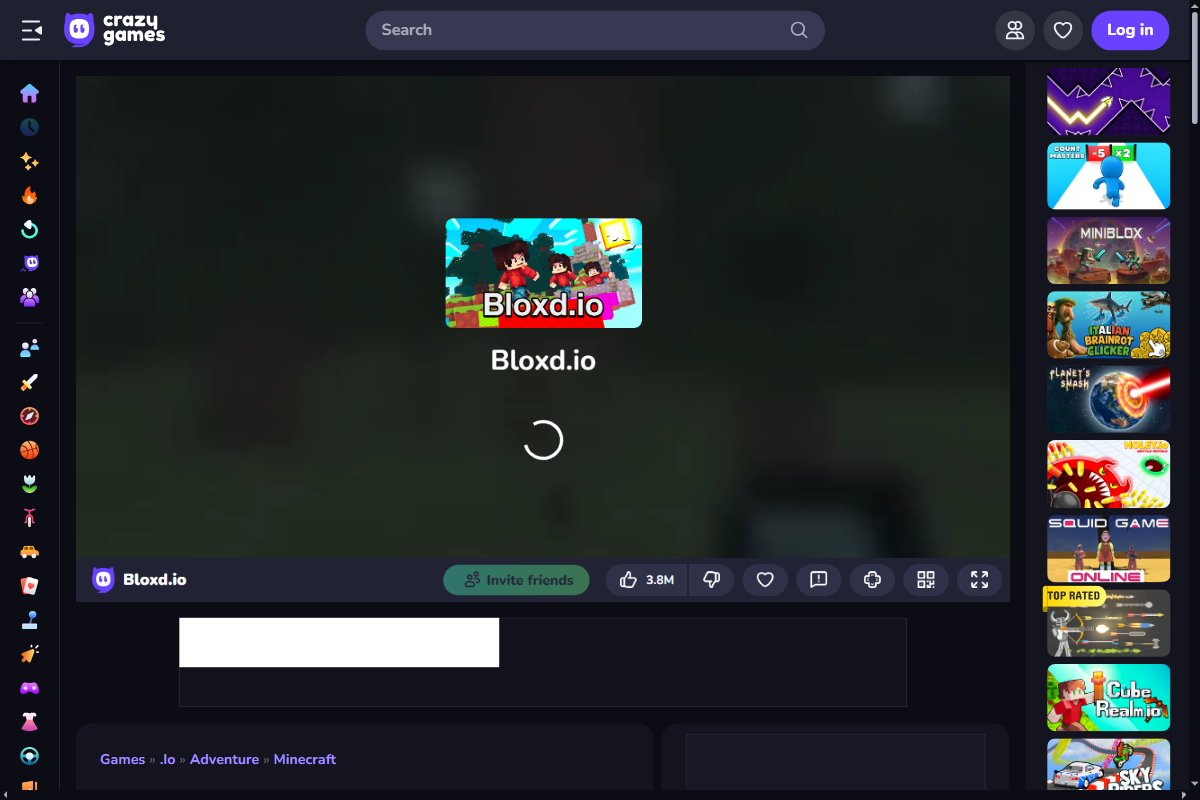 crazy
games
Search
Log in
Bloxd.io
Bloxd.io
Bloxd.io
Invite friends
3.8M
Games » .Io » Adventure » Minecraft
COUNT
MASTERS
-5
x2
MINIBLOX
ITALIAN
BRAINROT
CLICKER
PLANET'S
SMASH
HOLEY.IO
SQUID GAME
ONLINE
TOP RATED
Cube
Realm.io
SKY
RIDERS